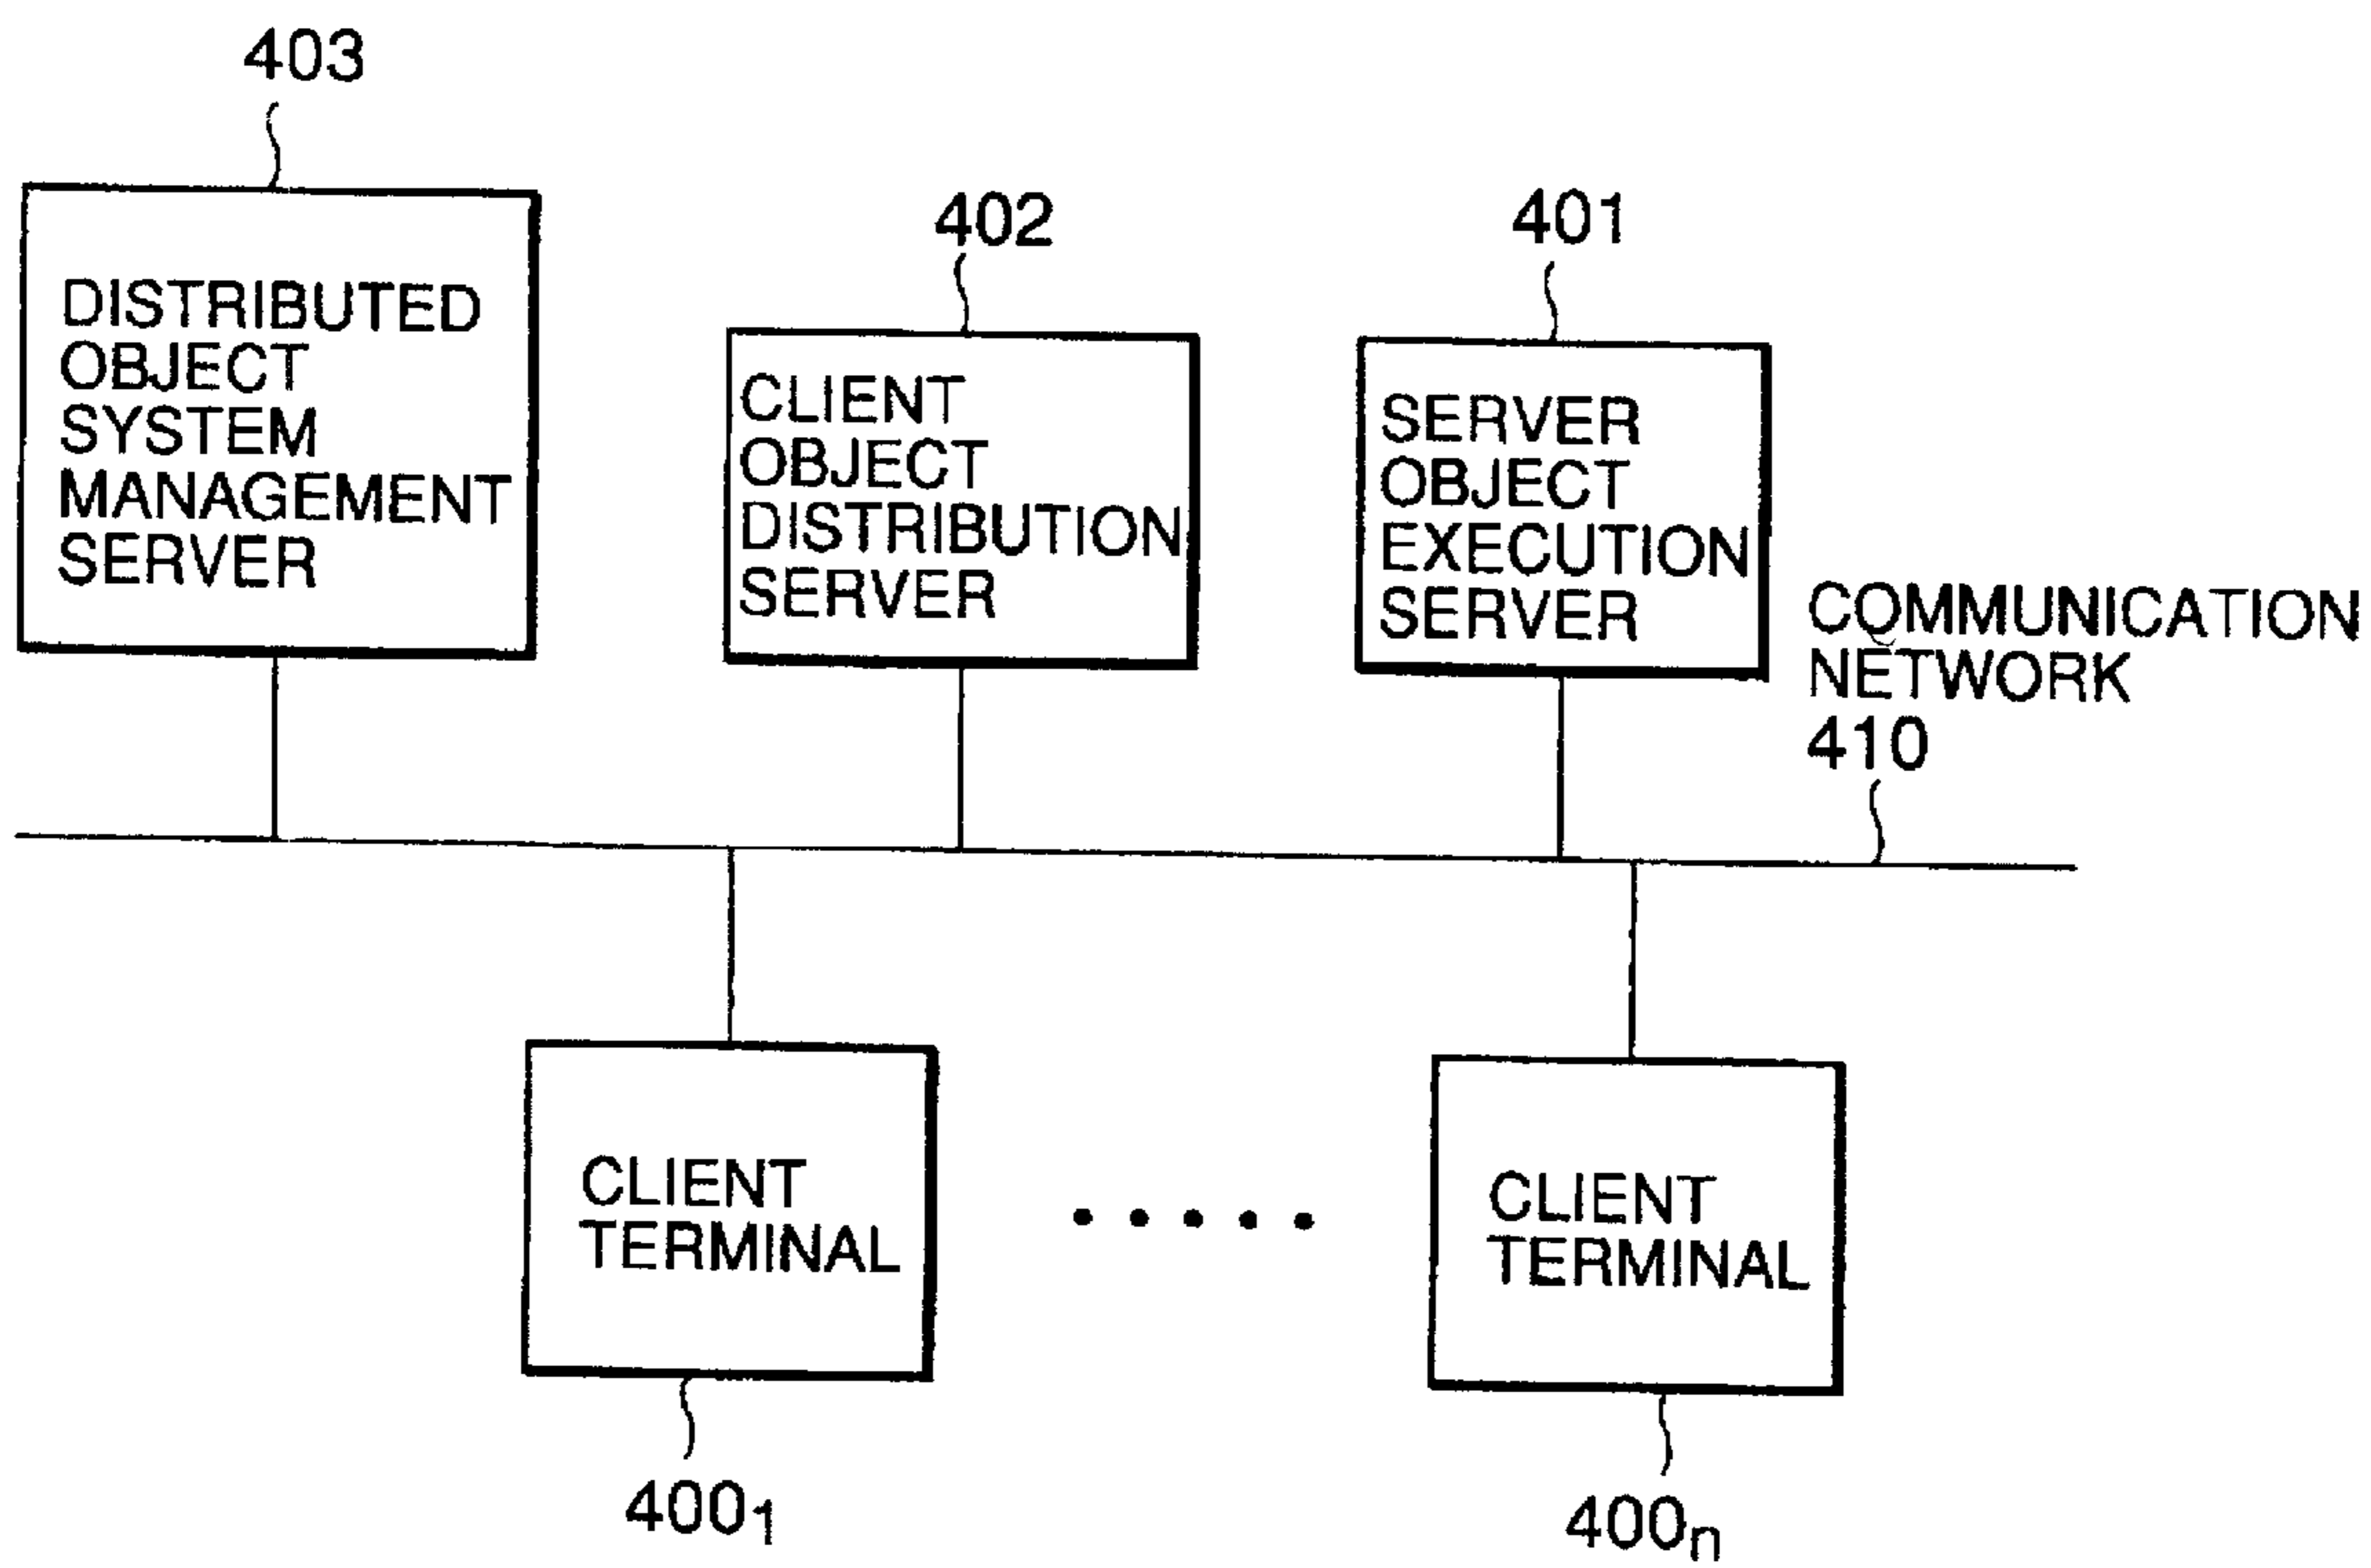 403
DISTRIBUTED
OBJECT
SYSTEM
MANAGEMENT
SERVER
402
CLIENT
OBJECT
DISTRIBUTION
SERVER
401
SERVER
OBJECT
EXECUTION
SERVER
COMMUNICATION
NETWORK
410
CLIENT
TERMINAL
400₁
CLIENT
TERMINAL
400ₙ